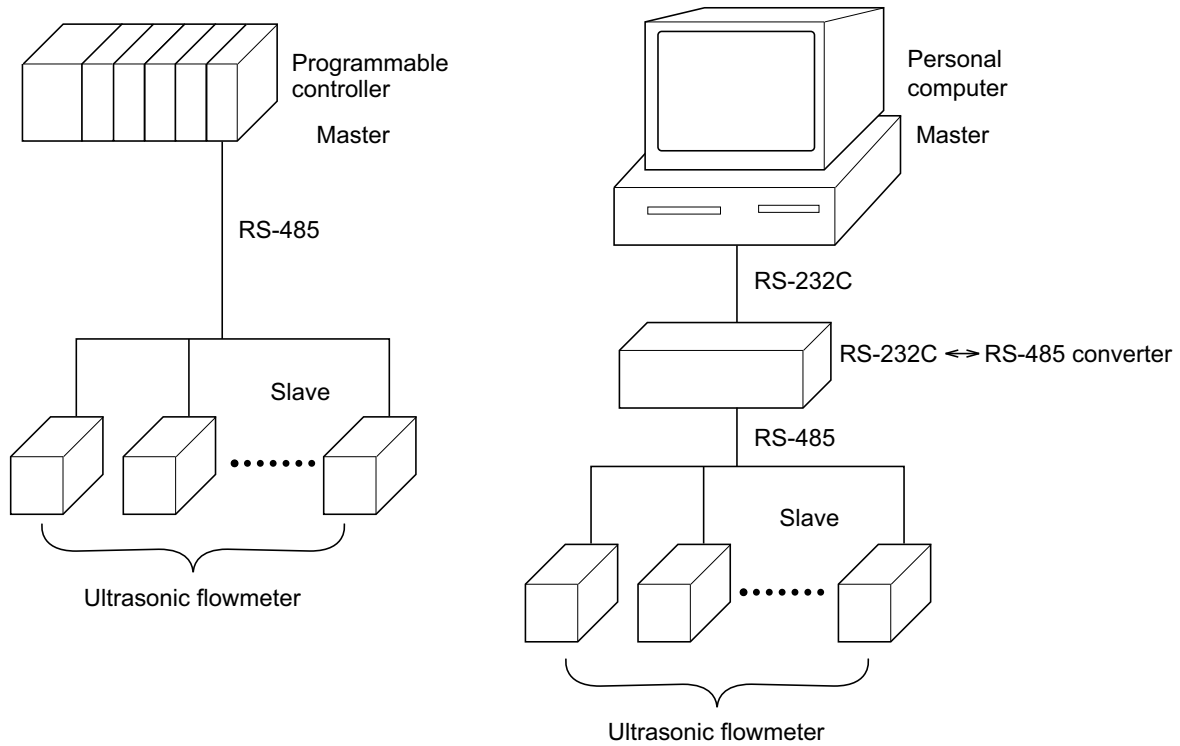 Programmable
controller
Master
RS-485
Slave
Ultrasonic flowmeter
Personal
computer
Master
RS-232C
RS-232C ↔ RS-485 converter
RS-485
Slave
Ultrasonic flowmeter